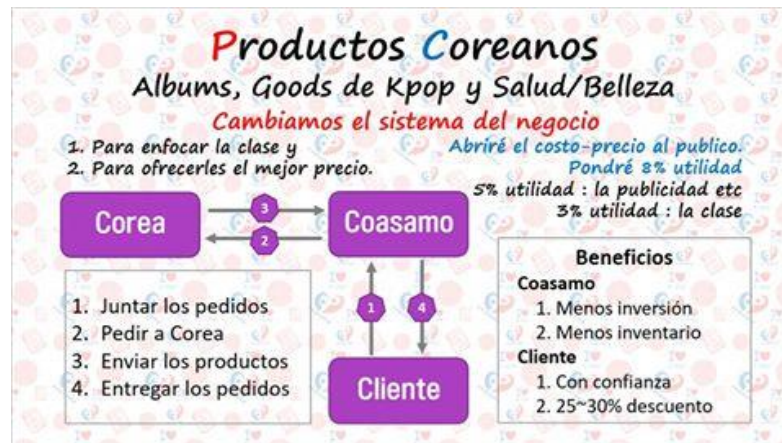 Productos Coreanos
Albums, Goods de Kpop y Salud/Belleza
Cambiamos el sistema del negocio
1. Para enfocar la clase y
2. Para ofrecerles el mejor precio.
Abriré el costo-precio al publico.
Pondré 8% utilidad
5% utilidad : la publicidad etc
3% utilidad : la clase
Corea
3
2
Coasamo
1
4
Cliente
1. Juntar los pedidos
2. Pedir a Corea
3. Enviar los productos
4. Entregar los pedidos
Beneficios
Coasamo
1. Menos inversión
2. Menos inventario
Cliente
1. Con confianza
2. 25~30% descuento